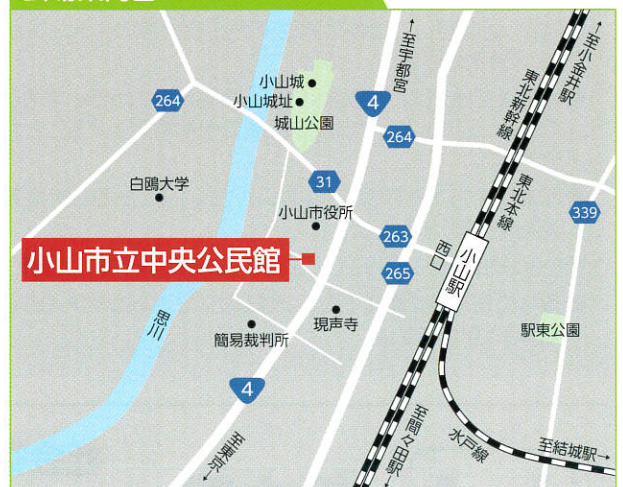 ←至宇都宮
→至小金井駅
東北新幹線
東北本線
小山城
小山城址
城山公園
264
4
264
白鴎大学
31
小山市役所
339
263
西口
265
小山駅
小山市立中央公民館
思川
現声寺
簡易裁判所
駅東公園
4
至東京→
至間々田駅→
水戸線
至結城駅→